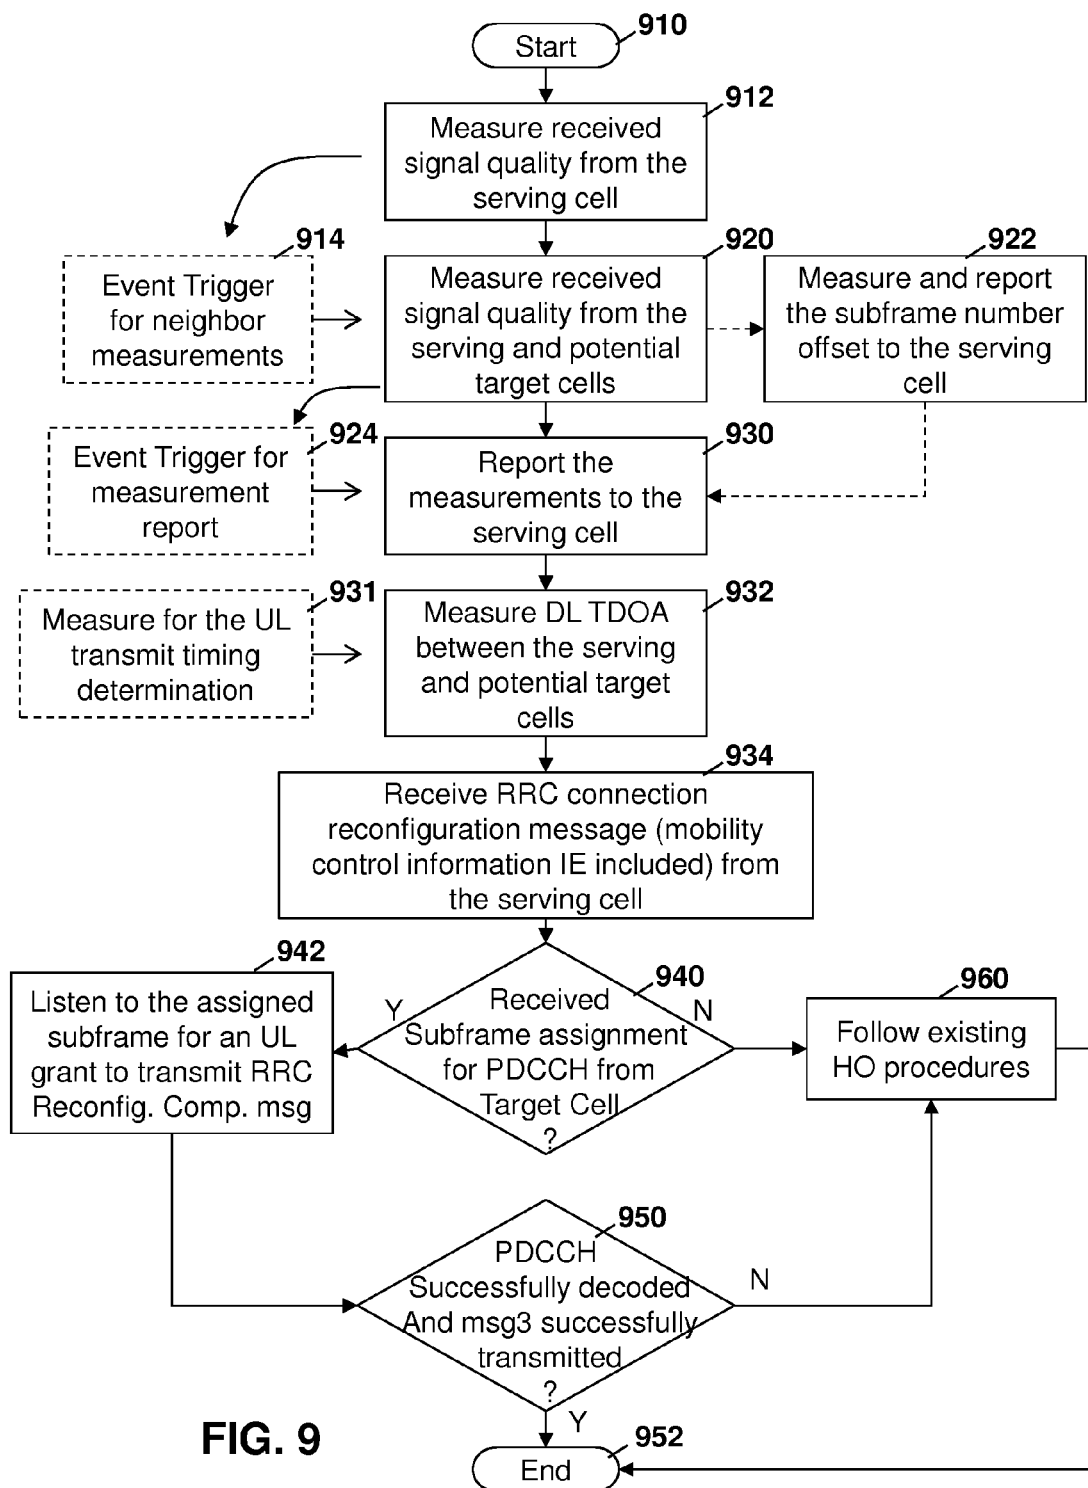 910
Start
912
Measure received
signal quality from the
serving cell
914
Event Trigger
for neighbor
measurements
920
Measure received
signal quality from the
serving and potential
target cells
922
Measure and report
the subframe number
offset to the serving
cell
924
Event Trigger for
measurement
report
930
Report the
measurements to the
serving cell
931
Measure for the UL
transmit timing
determination
932
Measure DL TDOA
between the serving
and potential target
cells
934
Receive RRC connection
reconfiguration message (mobility
control information IE included) from
the serving cell
942
Listen to the assigned
subframe for an UL
grant to transmit RRC
Reconfig. Comp. msg
Y
940
Received
Subframe assignment
for PDCCH from
Target Cell
?
N
960
Follow existing
HO procedures
950
PDCCH
Successfully decoded
And msg3 successfully
transmitted
?
N
Y
FIG. 9
952
End